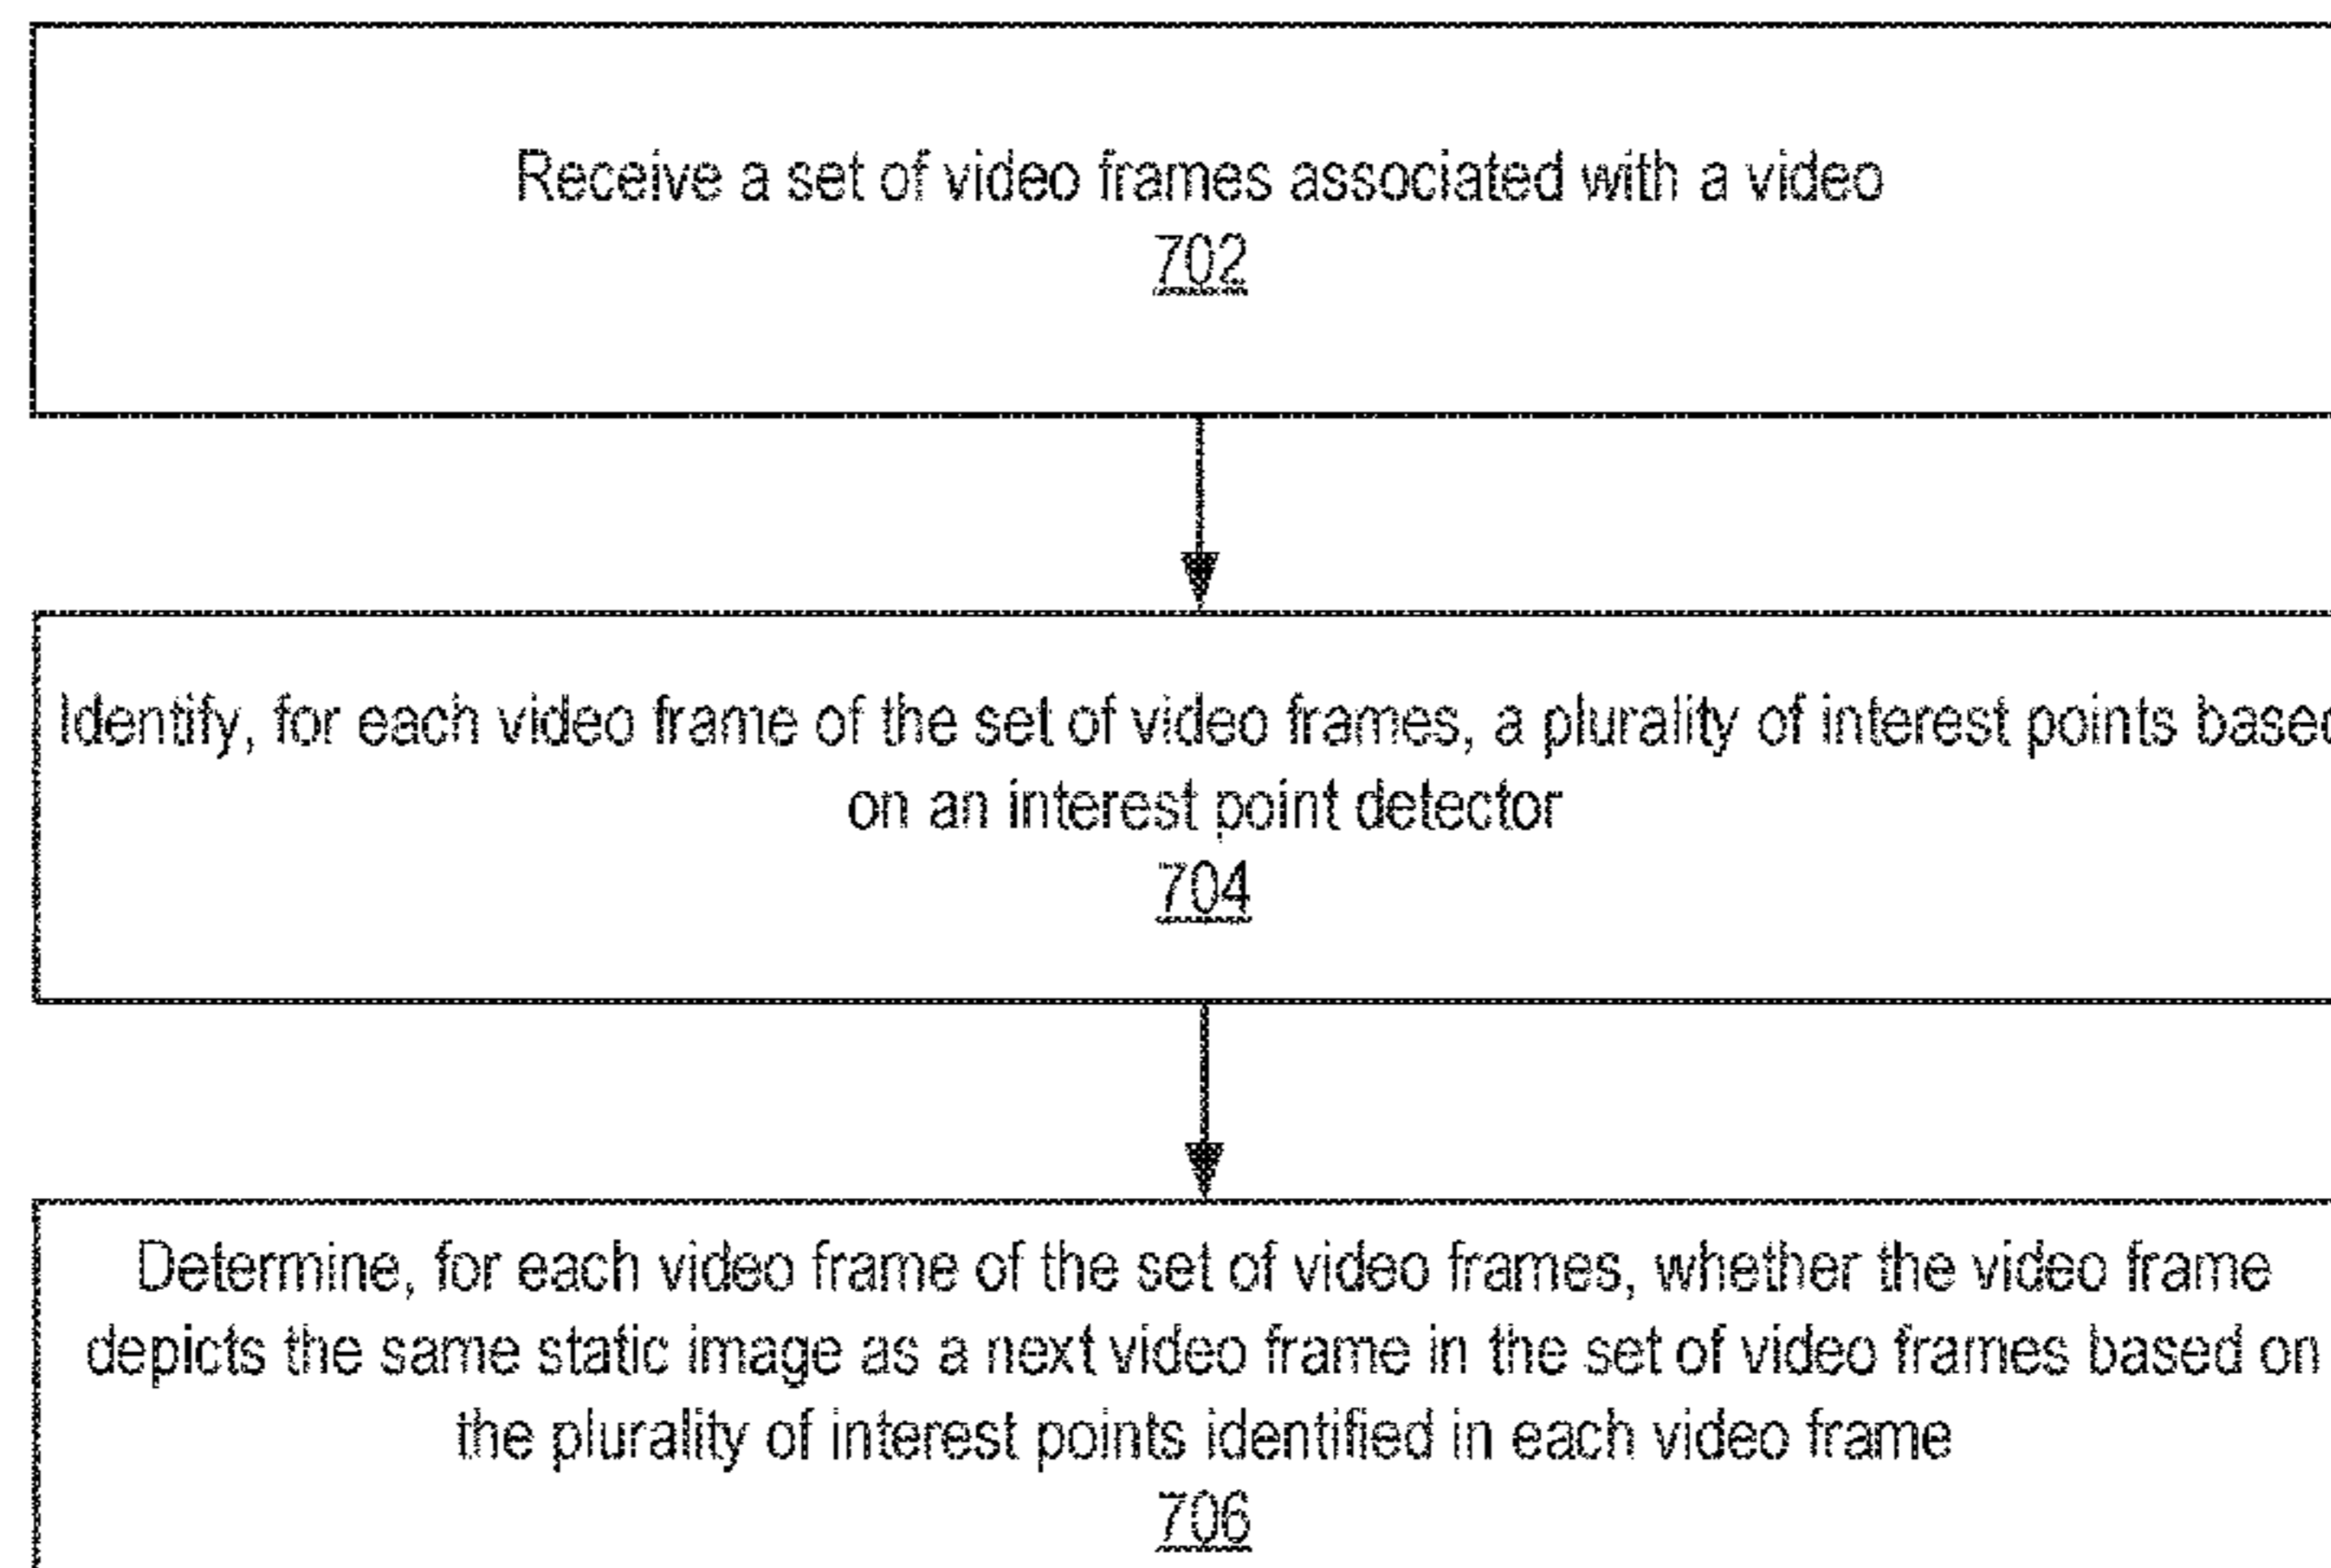 Receive a set of video frames associated with a video
702
Identify, for each video frame of the set of video frames, a plurality of interest points based
on an interest point detector
704
Determine, for each video frame of the set of video frames, whether the video frame
depicts the same static image as a next video frame in the set of video frames based on
the plurality of interest points identified in each video frame
706